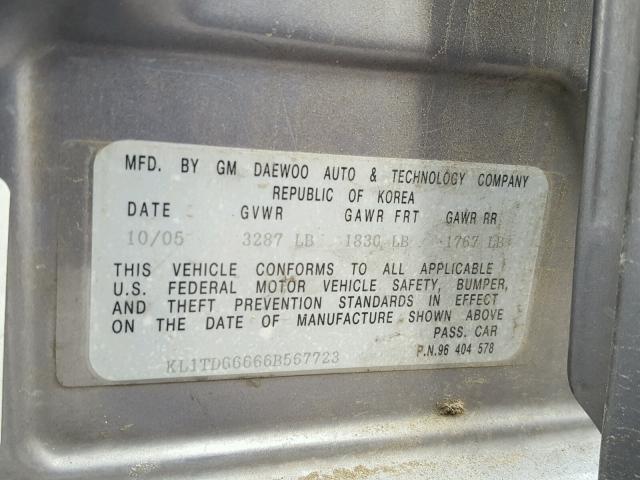 MFD. BY GM DAEWOO AUTO & TECHNOLOGY COMPANY
REPUBLIC OF KOREA
DATE GVWR GAWR FRT GAWR RR
10/05 3287 LB 1830 LB 1767 LB
THIS VEHICLE CONFORMS TO ALL APPLICABLE
U.S. FEDERAL MOTOR VEHICLE SAFETY, BUMPER,
AND THEFT PREVENTION STANDARDS IN EFFECT
ON THE DATE OF MANUFACTURE SHOWN ABOVE
PASS. CAR
KL1TD66666B567723 P.N.96 404 578